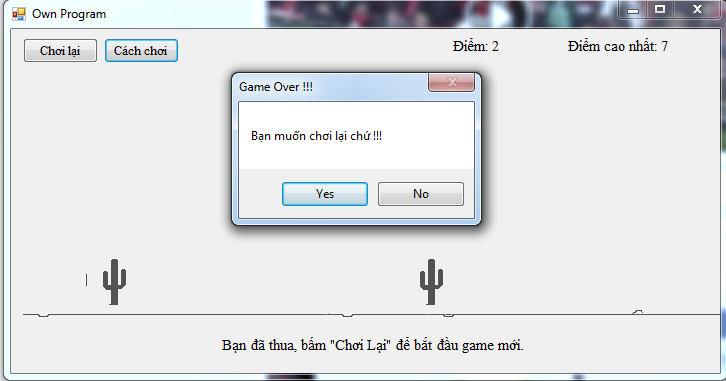 Own Program
Chơi lại
Cách chơi
Điểm: 2
Điểm cao nhất: 7
Game Over !!!
Bạn muốn chơi lại chứ !!!
Yes
No
Bạn đã thua, bấm "Chơi Lại" để bắt đầu game mới.